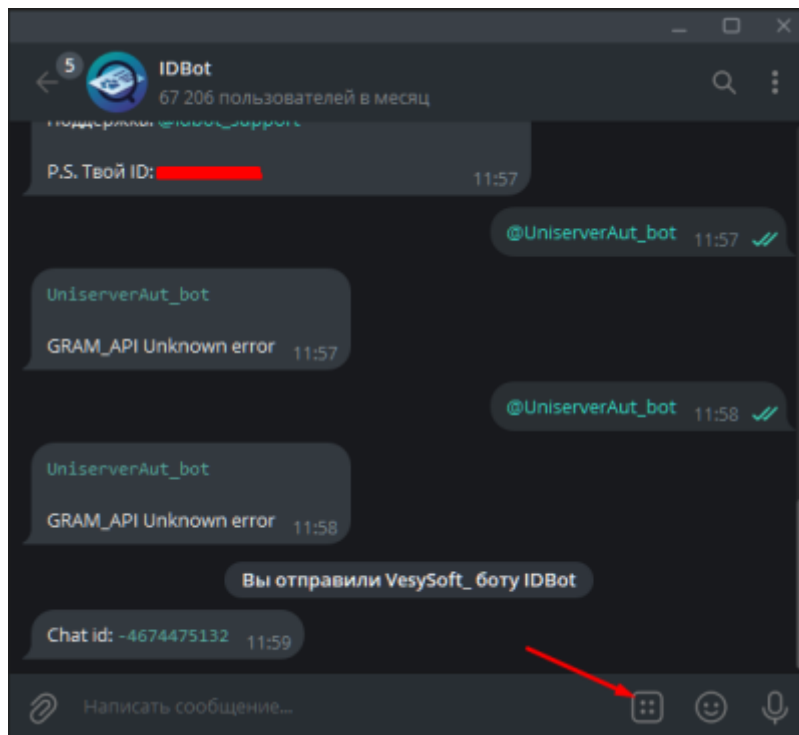 5
IDBot
67 206 пользователей в месяц
Поддержка: @idbot_support
P.S. Твой ID:
11:57
@UniserverAut_bot 11:57
UniserverAut_bot
GRAM_API Unknown error 11:57
@UniserverAut_bot 11:58
UniserverAut_bot
GRAM_API Unknown error 11:58
Вы отправили VesySoft_ боту IDBot
Chat id: -4674475132 11:59
Написать сообщение...